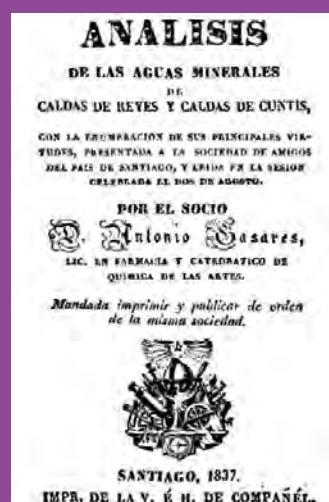 ANALISIS
DE LAS AGUAS MINERALES
DE
CALDAS DE REYES Y CALDAS DE CUNTIS,
CON LA ENUMERACION DE SUS PRINCIPALES VIR-
TUDES, PRESENTADA A LA SOCIEDAD DE AMIGOS
DEL PAIS DE SANTIAGO, Y LEIDA EN LA SESION
CELEBRADA EL DOS DE AGOSTO.
POR EL SOCIO
D. Antonio Casares,
LIC. EN FARMACIA Y CATEDRATICO DE
QUIMICA DE LAS ARTES.
Mandada imprimir y publicar de orden
de la misma sociedad.
SANTIAGO, 1837.
IMPR. DE LA V. É H. DE COMPAÑÉL.